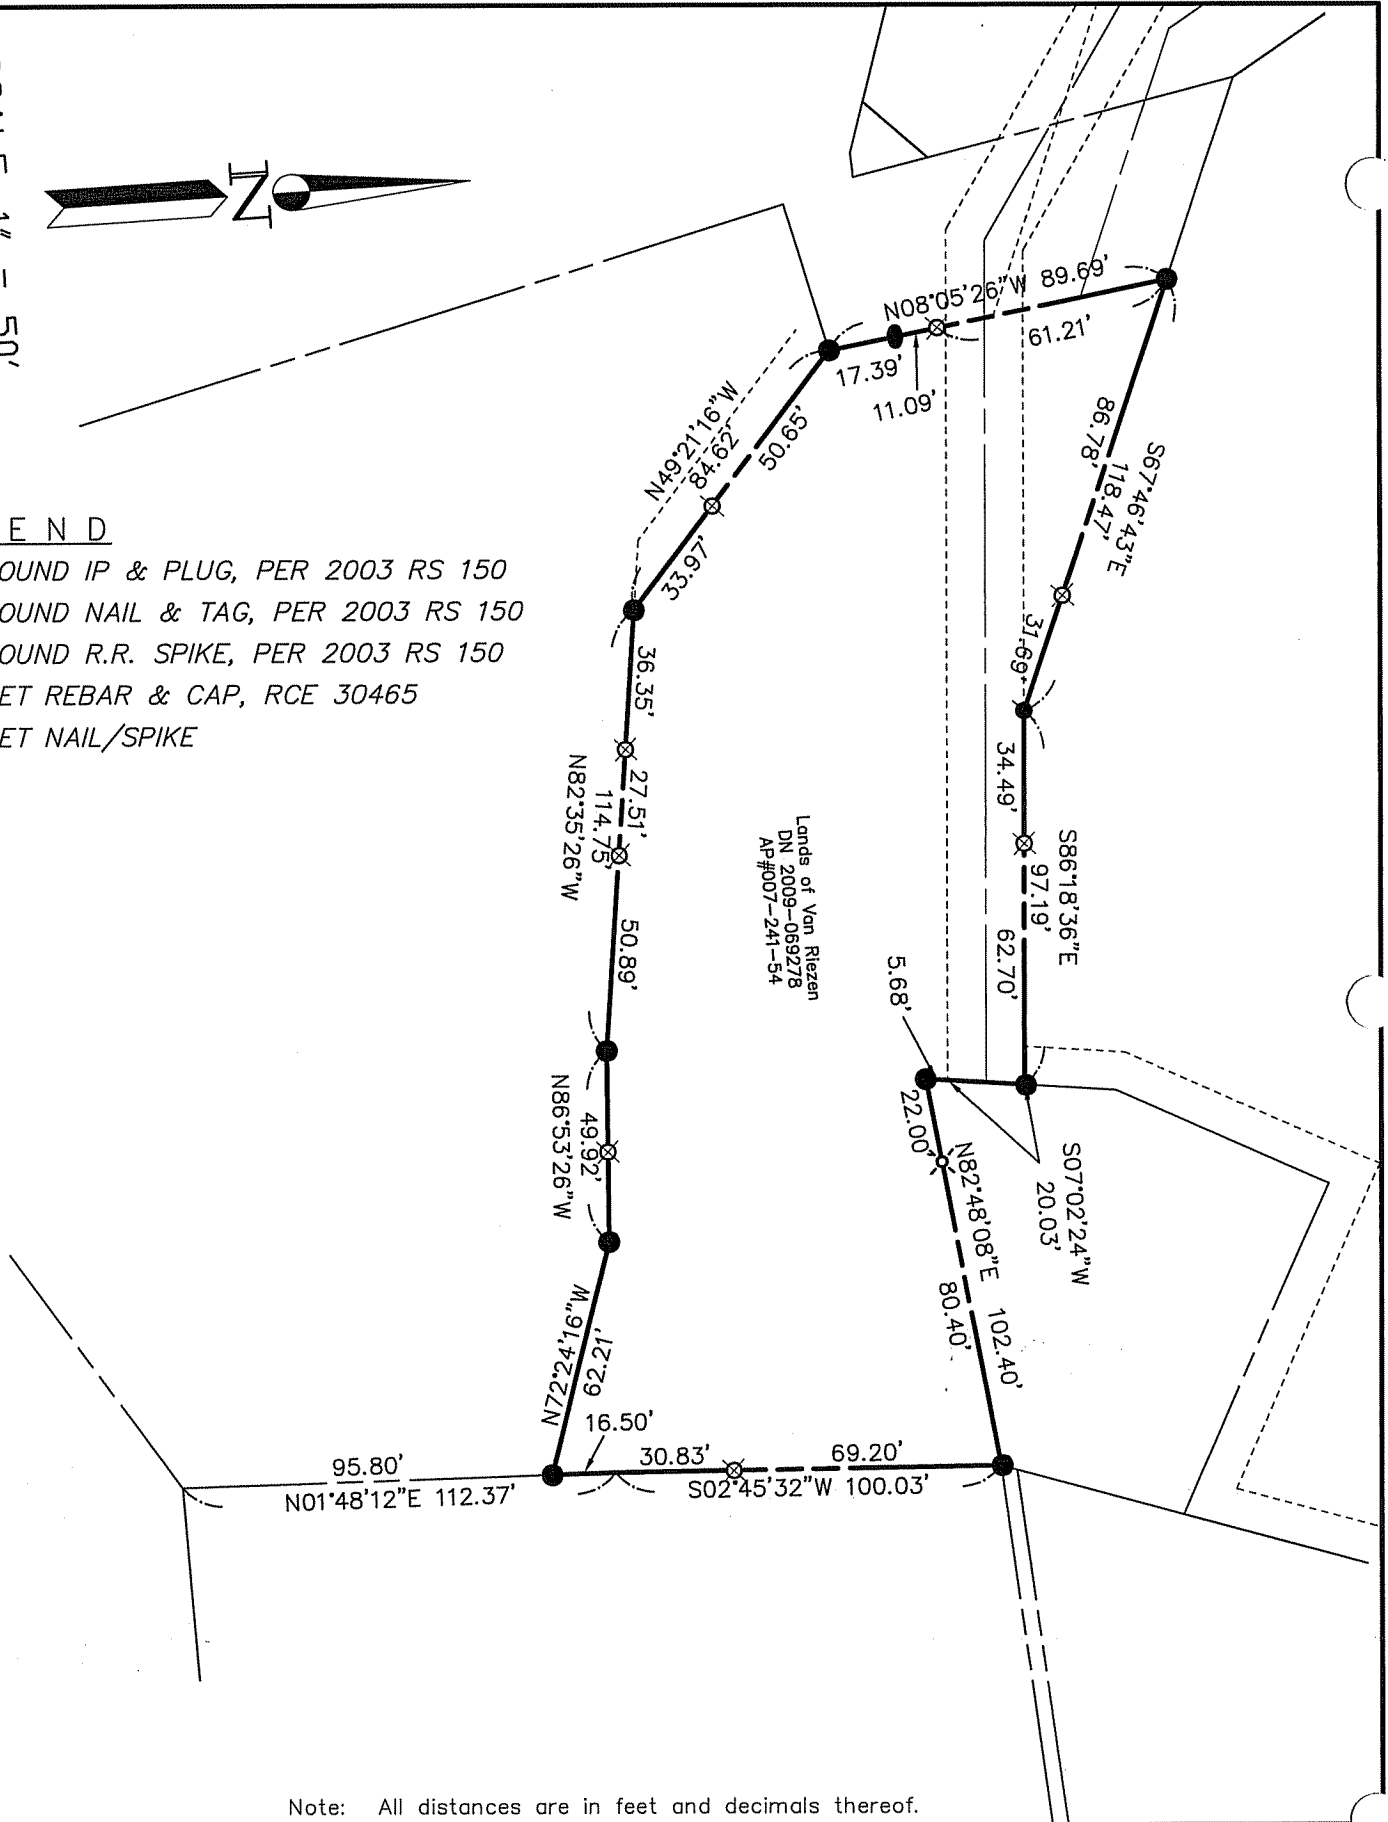 1" = 50'
N
N08°05'26"W 89.69'
61.21'
17.39'
11.09'
N49°21'16"W
84.62'
50.65'
33.97'
86.78'
S67°46'43"E
118.47'
31.69'
END
OUND IP & PLUG, PER 2003 RS 150
OUND NAIL & TAG, PER 2003 RS 150
OUND R.R. SPIKE, PER 2003 RS 150
ET REBAR & CAP, RCE 30465
ET NAIL/SPIKE
36.35'
27.51'
114.75'
N82°35'26"W
50.89'
Lands of Van Riezen
DN 2009-069278
AP#007-241-54
34.49'
S86°18'36"E
97.19'
62.70'
5.68'
22.00'
N82°48'08"E 102.40'
80.40'
S07°02'24"W
20.03'
49.92'
N86°53'26"W
N72°24'16"W
62.21'
16.50'
30.83'
69.20'
S02°45'32"W 100.03'
95.80'
N01°48'12"E 112.37'
Note: All distances are in feet and decimals thereof.